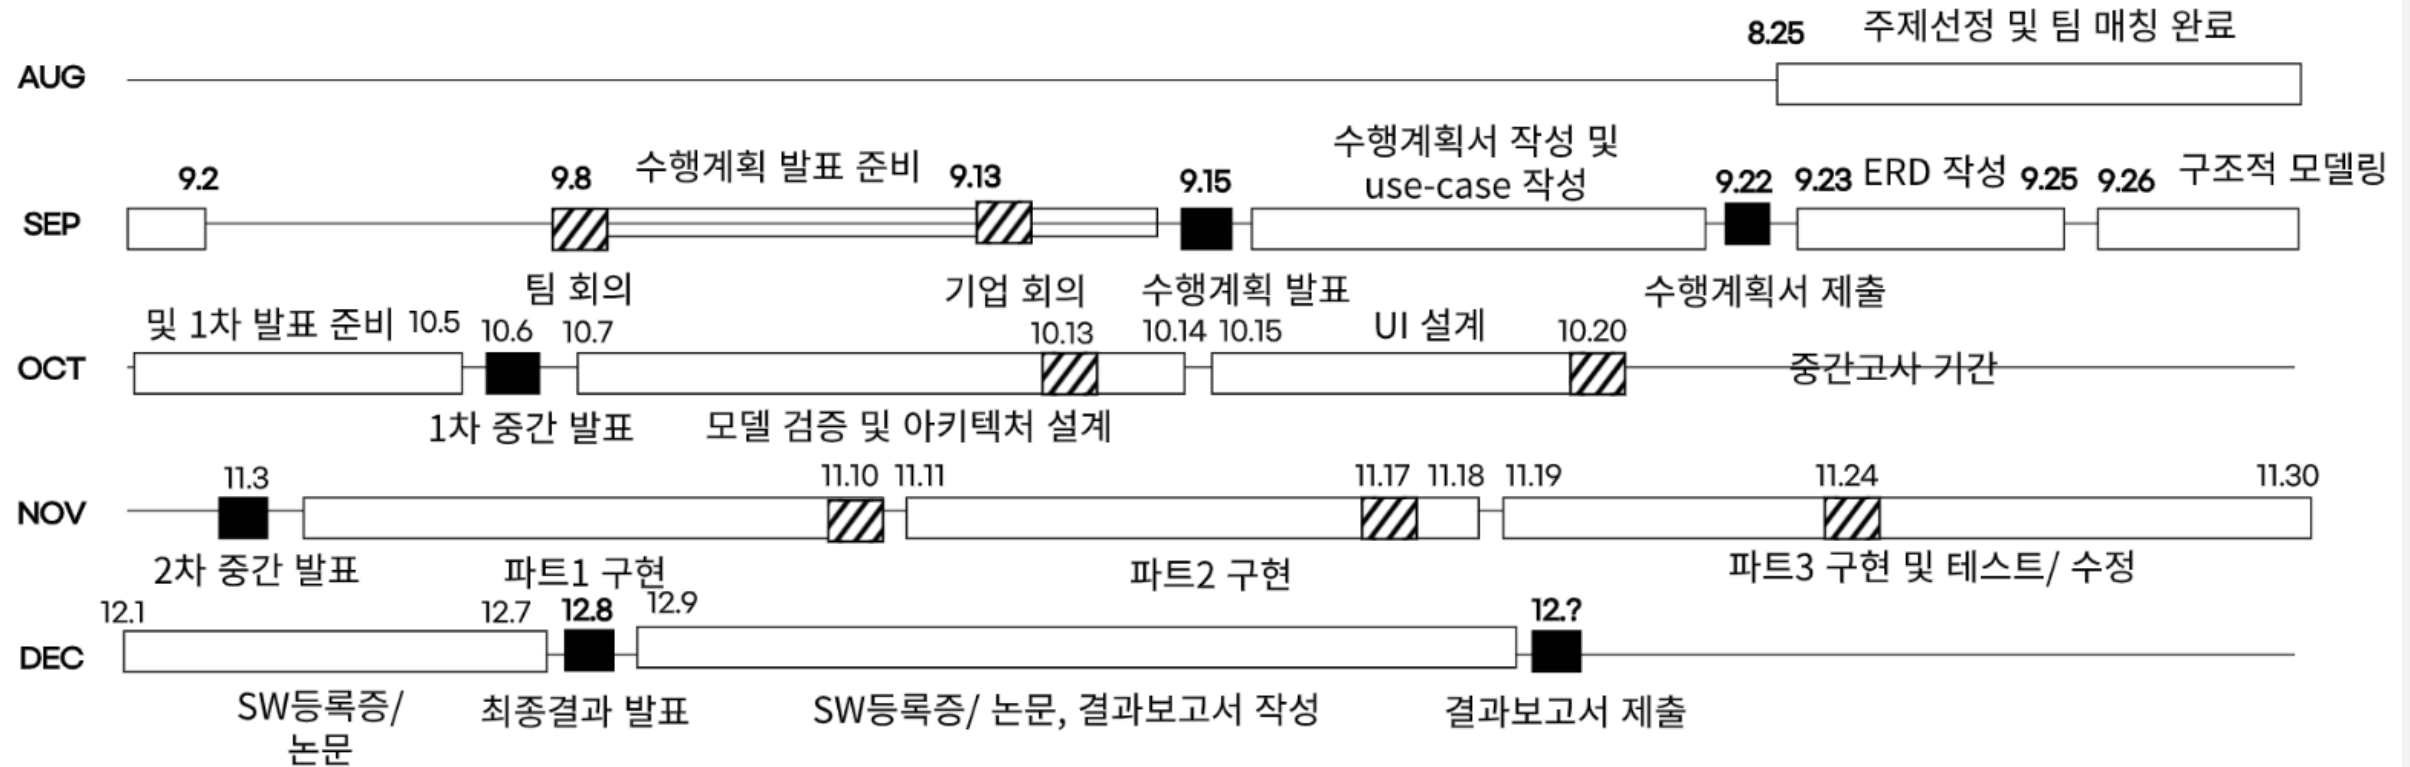 8.25 주제선정 및 팀 매칭 완료
AUG
수행계획서 작성 및
use-case 작성
9.2 9.8 수행계획 발표 준비 9.13 9.15 9.22 9.23 ERD 작성 9.25 9.26 구조적 모델링
SEP
팀 회의 기업 회의 수행계획 발표 수행계획서 제출
및 1차 발표 준비 10.5 10.6 10.7 10.13 10.14 10.15 UI 설계 10.20
OCT 중간고사 기간
1차 중간 발표 모델 검증 및 아키텍처 설계
11.3 11.10 11.11 11.17 11.18 11.19 11.24 11.30
NOV
2차 중간 발표 파트1 구현 파트2 구현 파트3 구현 및 테스트/ 수정
12.1 12.7 12.8 12.9 12.?
DEC
SW등록증/
논문
최종결과 발표 SW등록증/ 논문, 결과보고서 작성 결과보고서 제출